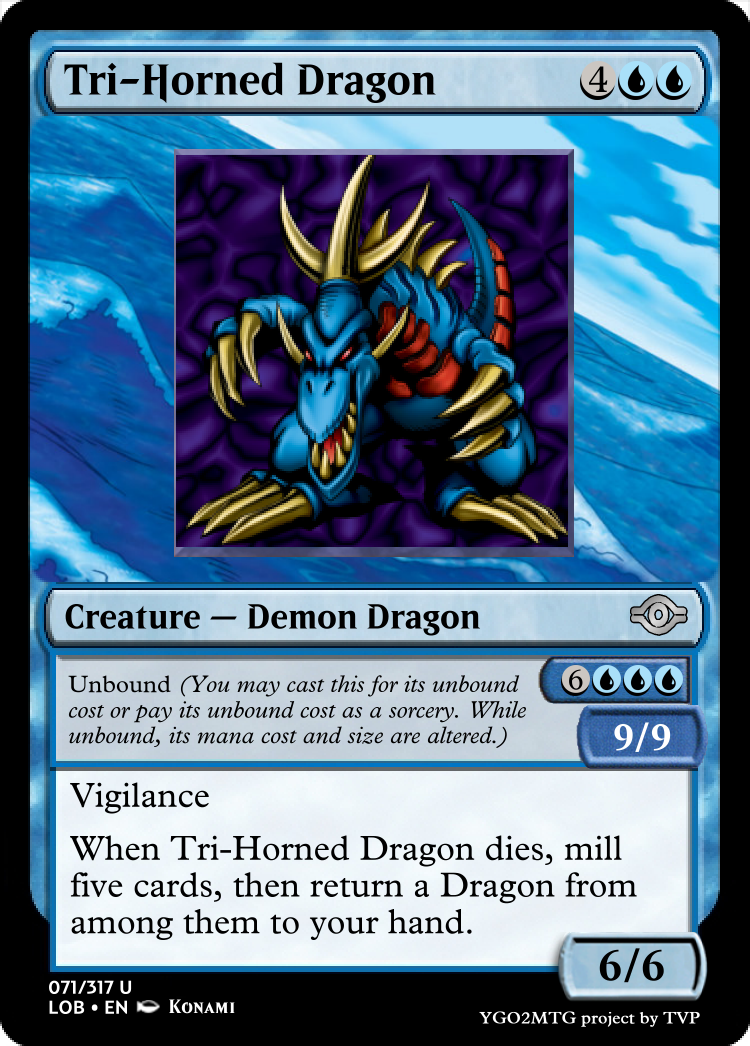 Tri-Horned Dragon 4
Creature — Demon Dragon
Unbound (You may cast this for its unbound
cost or pay its unbound cost as a sorcery. While
unbound, its mana cost and size are altered.)
6
9/9
Vigilance
When Tri-Horned Dragon dies, mill
five cards, then return a Dragon from
among them to your hand.
6/6
071/317 U
LOB • EN Konami
YGO2MTG project by TVP